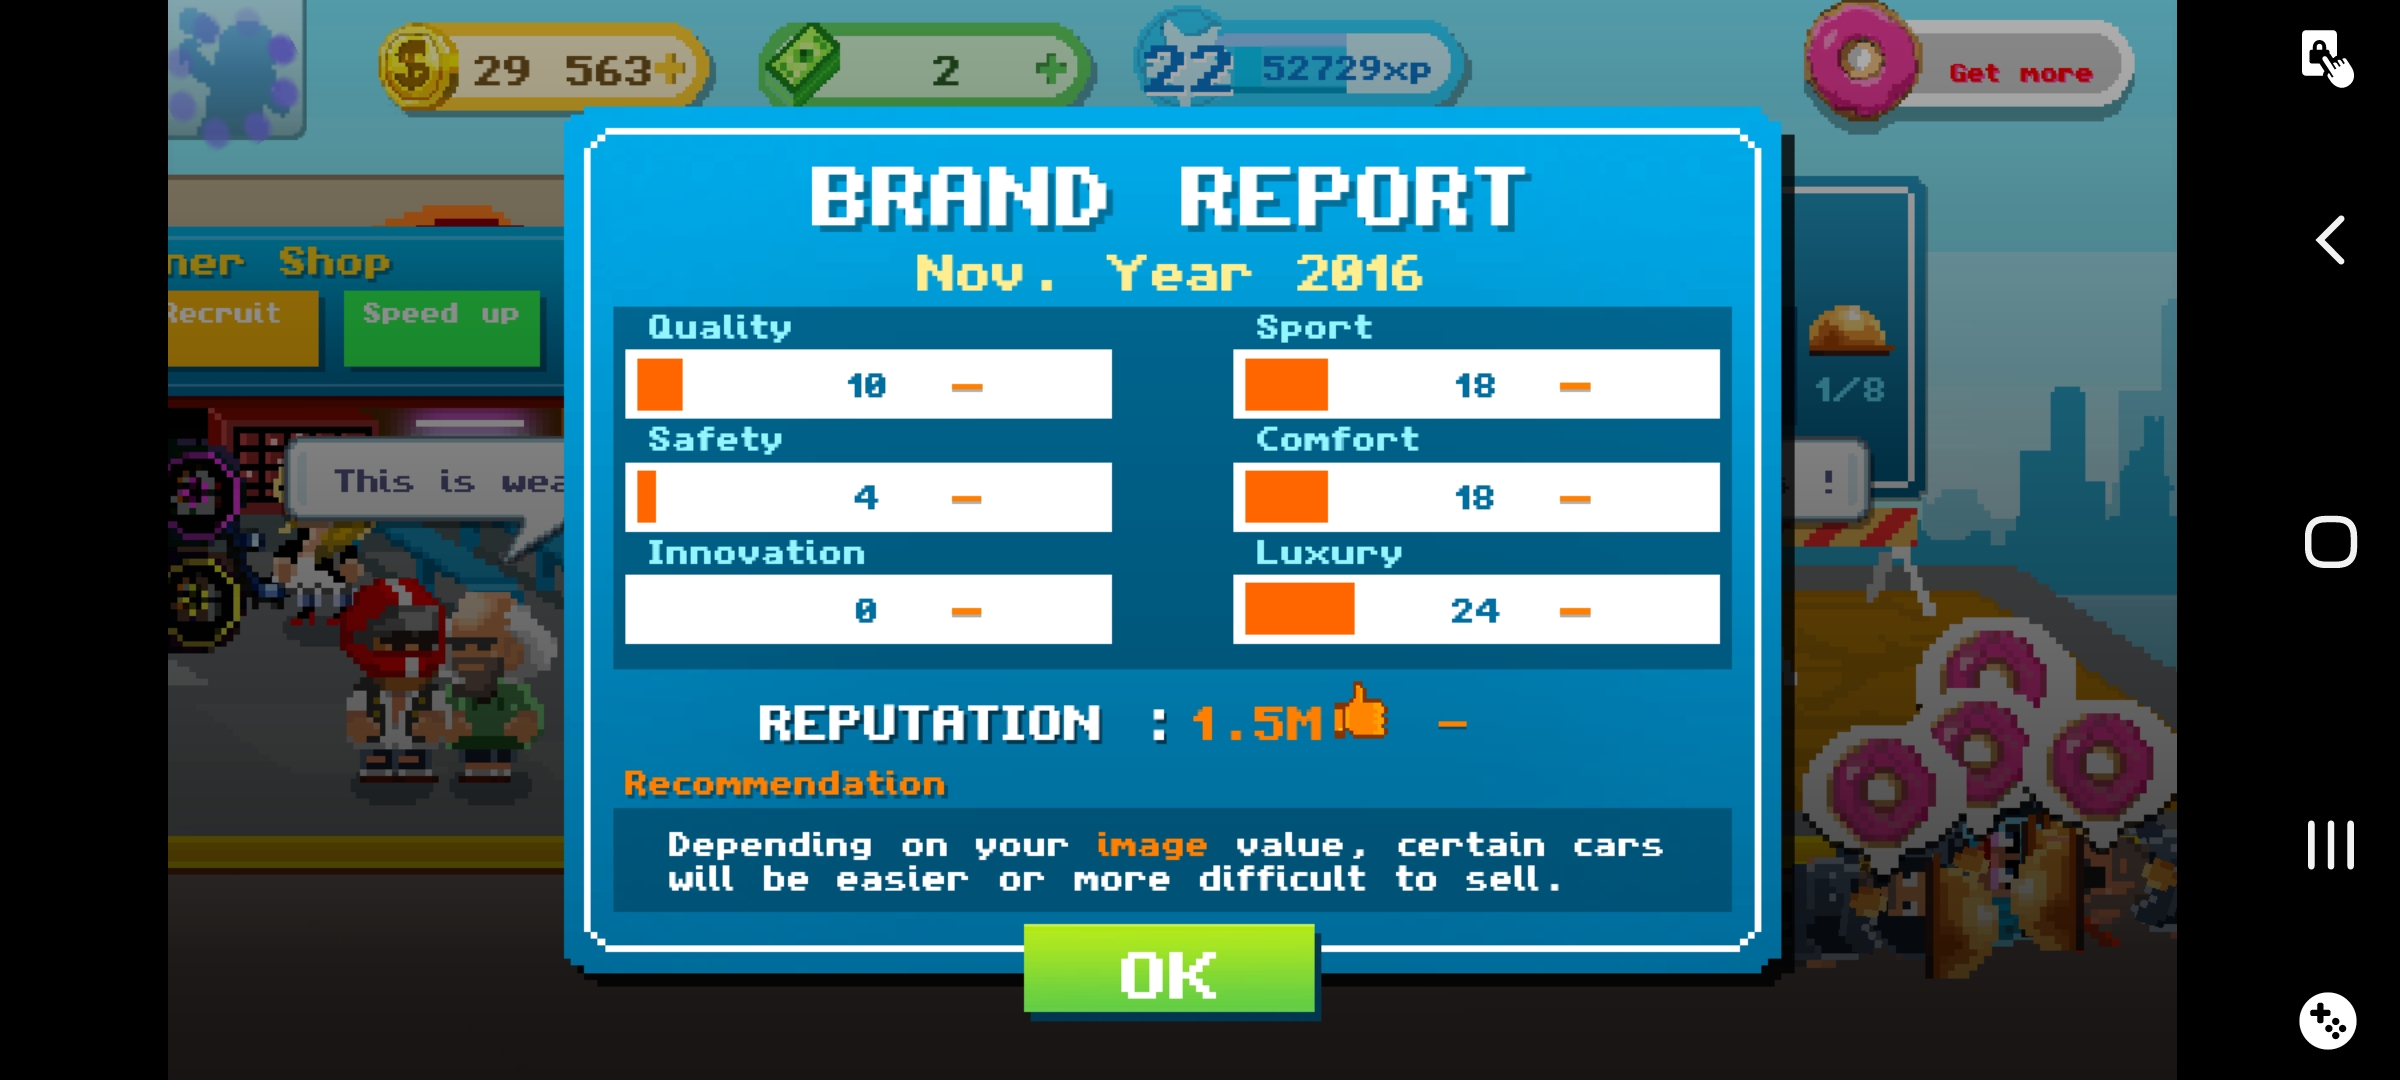 29 563+
2 +
22 52729xp
Get more
BRAND REPORT
Nov. Year 2016
ner Shop
Recruit
Speed up
Quality
10 -
Sport
18 -
Safety
4 -
Comfort
18 -
Innovation
0 -
Luxury
24 -
1/8
This is wea
!
REPUTATION : 1.5M -
Recommendation
Depending on your image value, certain cars
will be easier or more difficult to sell.
OK